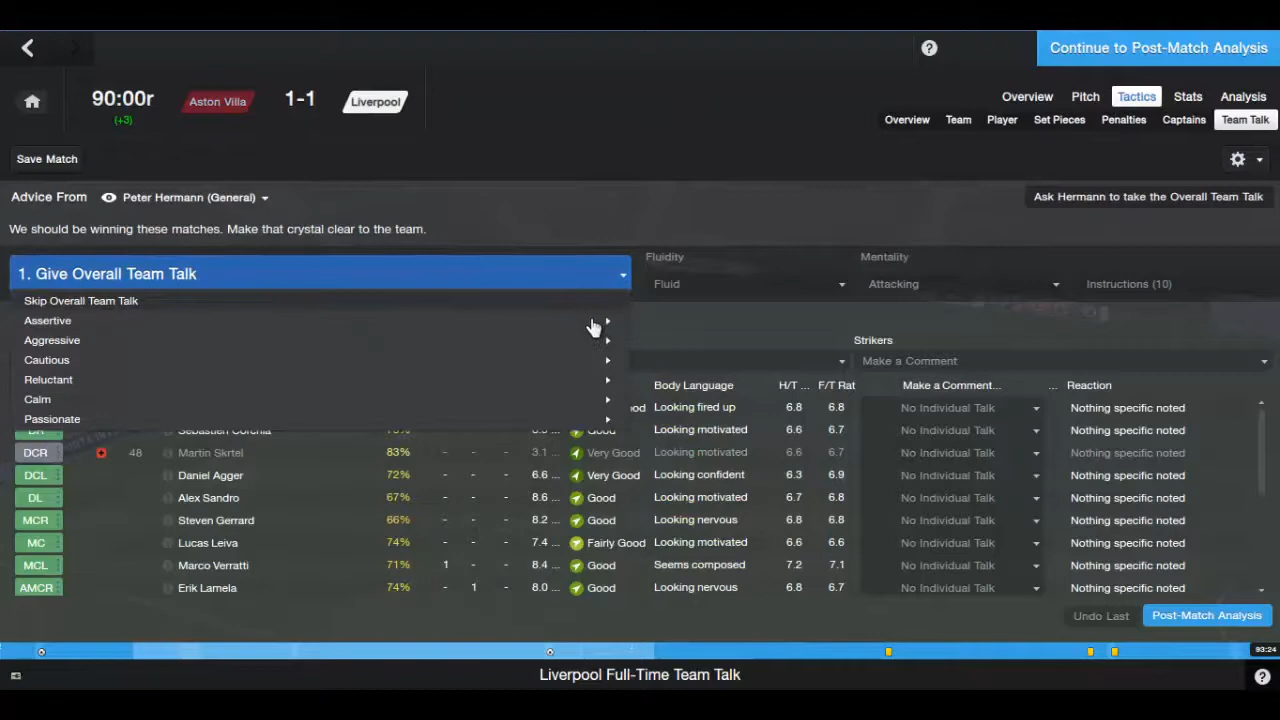 Continue to Post-Match Analysis
90:00r Aston Villa 1-1 Liverpool
(+3)
Overview Pitch Tactics Stats Analysis
Overview Team Player Set Pieces Penalties Captains Team Talk
Save Match
Advice From Peter Hermann (General) Ask Hermann to take the Overall Team Talk
We should be winning these matches. Make that crystal clear to the team.
Fluidity Mentality
1. Give Overall Team Talk
Fluid Attacking Instructions (10)
Skip Overall Team Talk
Assertive
Aggressive
Cautious
Reluctant
Calm
Passionate
Strikers
Make a Comment
Body Language H/T ... F/T Rat Make a Comment... ... Reaction
Looking fired up 6.8 6.8 No Individual Talk Nothing specific noted
Looking motivated 6.6 6.7 No Individual Talk Nothing specific noted
DCR 48 Martin Skrtel 83% - - - 3.1 ... Very Good Looking motivated 6.6 6.7 No Individual Talk Nothing specific noted
DCL Daniel Agger 72% - - - 6.6 ... Very Good Looking confident 6.3 6.9 No Individual Talk Nothing specific noted
DL Alex Sandro 67% - - - 8.6 ... Good Looking motivated 6.7 6.8 No Individual Talk Nothing specific noted
MCR Steven Gerrard 66% - - - 8.2 ... Good Looking nervous 6.8 6.8 No Individual Talk Nothing specific noted
MC Lucas Leiva 74% - - - 7.4 ... Fairly Good Looking motivated 6.6 6.6 No Individual Talk Nothing specific noted
MCL Marco Verratti 71% 1 - - 8.4 ... Good Seems composed 7.2 7.1 No Individual Talk Nothing specific noted
AMCR Erik Lamela 74% - 1 - 8.0 ... Good Looking nervous 6.8 6.7 No Individual Talk Nothing specific noted
Undo Last Post-Match Analysis
93:24
Liverpool Full-Time Team Talk